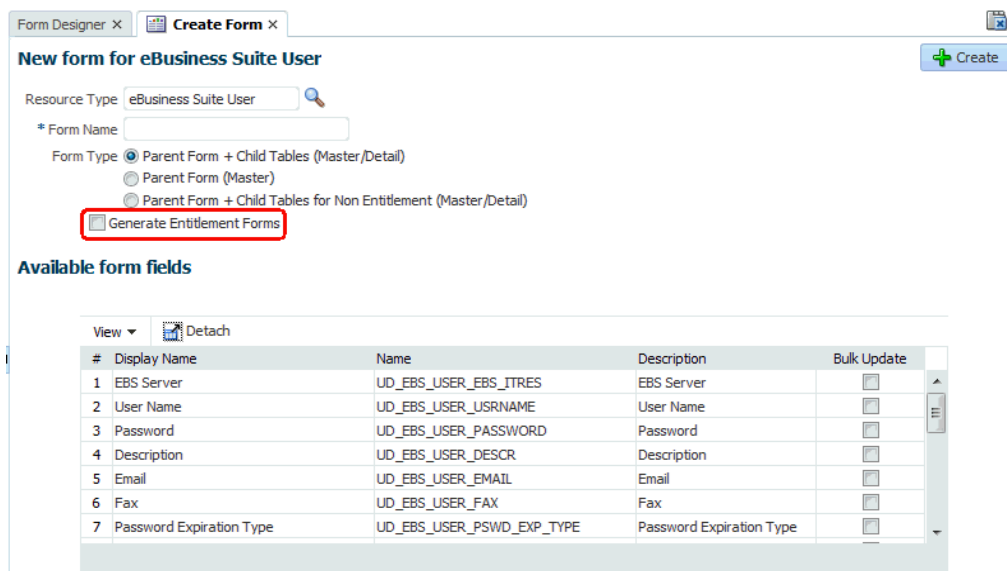 Form Designer × Create Form ×
New form for eBusiness Suite User
Create
Resource Type eBusiness Suite User
* Form Name
Form Type Parent Form + Child Tables (Master/Detail)
Parent Form (Master)
Parent Form + Child Tables for Non Entitlement (Master/Detail)
Generate Entitlement Forms
Available form fields
View Detach
# Display Name Name Description Bulk Update
1 EBS Server UD_EBS_USER_EBS_ITRES EBS Server
2 User Name UD_EBS_USER_USRNAME User Name
3 Password UD_EBS_USER_PASSWORD Password
4 Description UD_EBS_USER_DESCR Description
5 Email UD_EBS_USER_EMAIL Email
6 Fax UD_EBS_USER_FAX Fax
7 Password Expiration Type UD_EBS_USER_PSWD_EXP_TYPE Password Expiration Type